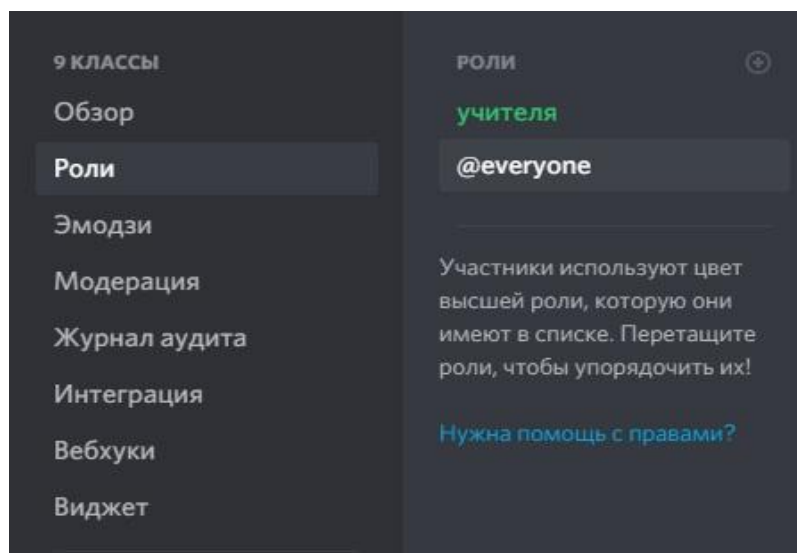 9 КЛАССЫ
Обзор
Роли
Эмодзи
Модерация
Журнал аудита
Интеграция
Вебхуки
Виджет
РОЛИ
учителя
@everyone
Участники используют цвет
высшей роли, которую они
имеют в списке. Перетащите
роли, чтобы упорядочить их!
Нужна помощь с правами?